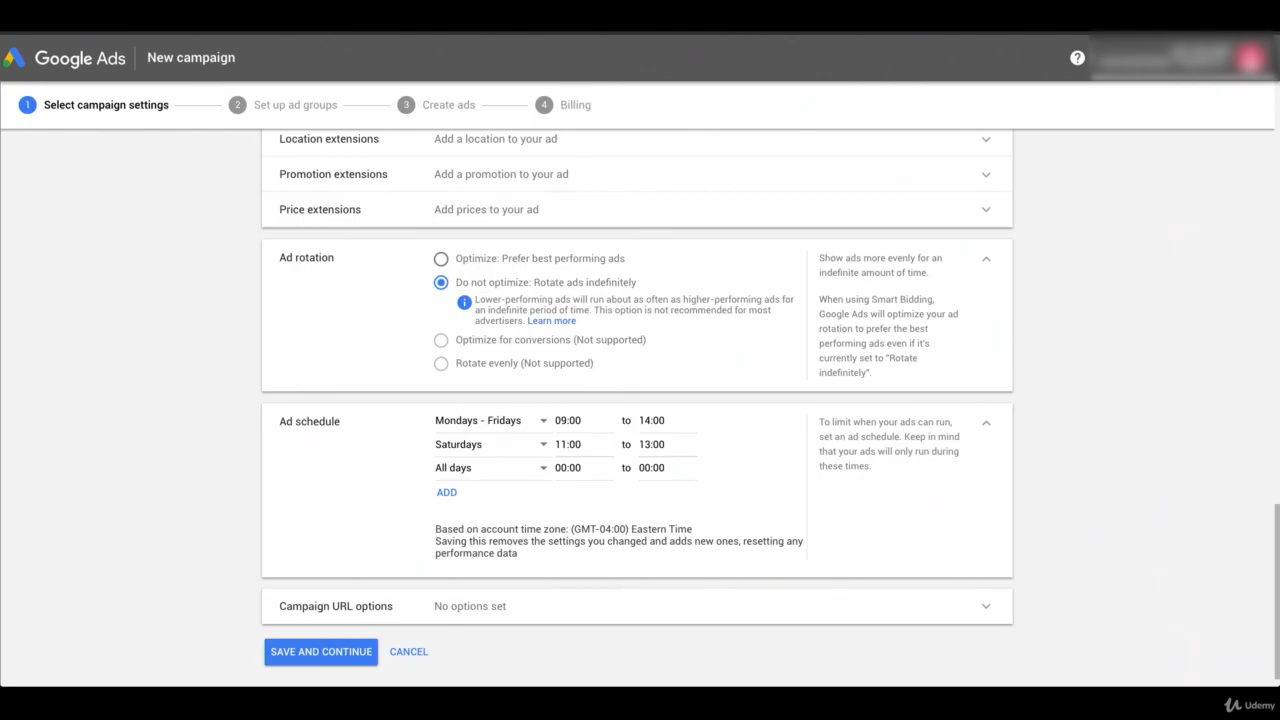 Google Ads New campaign ?
1 Select campaign settings 2 Set up ad groups 3 Create ads 4 Billing
Location extensions Add a location to your ad
Promotion extensions Add a promotion to your ad
Price extensions Add prices to your ad
Ad rotation
Optimize: Prefer best performing ads
Do not optimize: Rotate ads indefinitely
Lower-performing ads will run about as often as higher-performing ads for
an indefinite period of time. This option is not recommended for most
advertisers. Learn more
Optimize for conversions (Not supported)
Rotate evenly (Not supported)
Show ads more evenly for an
indefinite amount of time.
When using Smart Bidding,
Google Ads will optimize your ad
rotation to prefer the best
performing ads even if it's
currently set to "Rotate
indefinitely".
Ad schedule
Mondays - Fridays 09:00 to 14:00
Saturdays 11:00 to 13:00
All days 00:00 to 00:00
ADD
Based on account time zone: (GMT-04:00) Eastern Time
Saving this removes the settings you changed and adds new ones, resetting any
performance data
To limit when your ads can run,
set an ad schedule. Keep in mind
that your ads will only run during
these times.
Campaign URL options No options set
SAVE AND CONTINUE CANCEL
Udemy